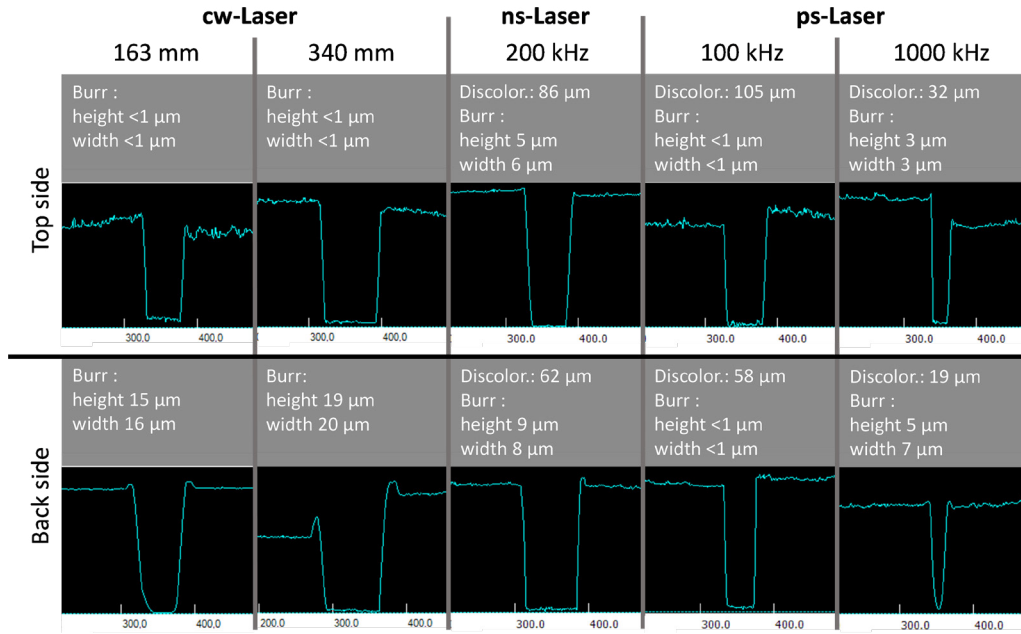 cw-Laser ns-Laser ps-Laser
163 mm 340 mm 200 kHz 100 kHz 1000 kHz
Top side
Burr :
height <1 µm
width <1 µm
Burr :
height <1 µm
width <1 µm
Discolor.: 86 µm
Burr :
height 5 µm
width 6 µm
Discolor.: 105 µm
Burr :
height <1 µm
width <1 µm
Discolor.: 32 µm
Burr :
height 3 µm
width 3 µm
300.0 400.0 300.0 400.0 300.0 400.0 300.0 400.0 300.0 400.0
Back side
Burr :
height 15 µm
width 16 µm
Burr:
height 19 µm
width 20 µm
Discolor.: 62 µm
Burr :
height 9 µm
width 8 µm
Discolor.: 58 µm
Burr :
height <1 µm
width <1 µm
Discolor.: 19 µm
Burr :
height 5 µm
width 7 µm
300.0 400.0 200.0 300.0 400.0 300.0 400.0 300.0 400.0 300.0 400.0